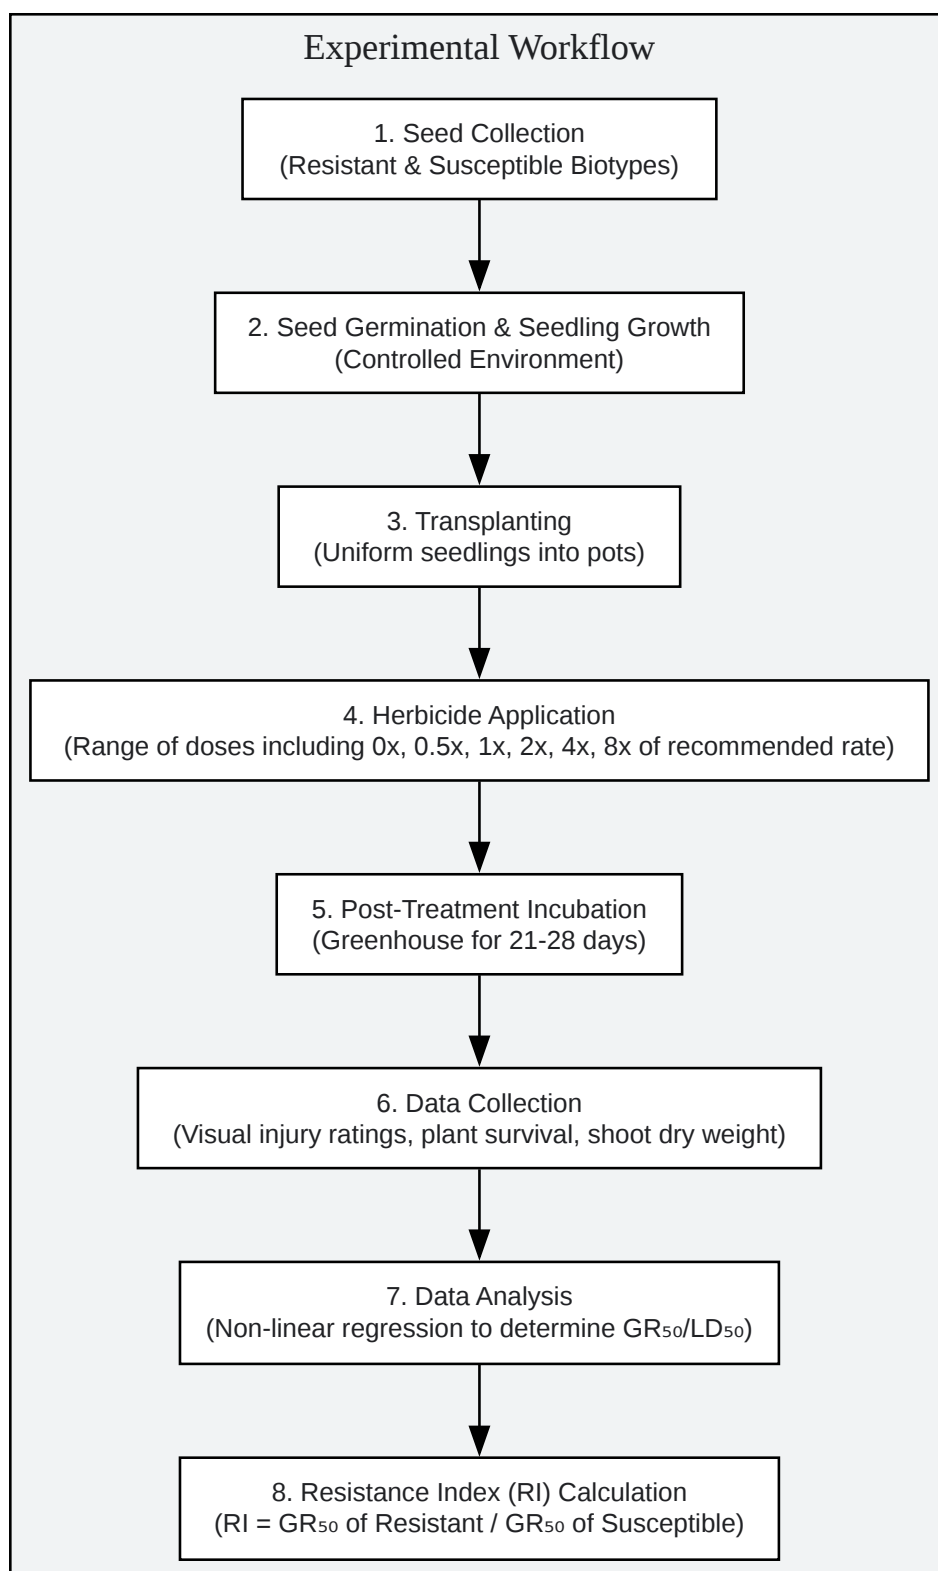 Experimental Workflow
1. Seed Collection
(Resistant & Susceptible Biotypes)
2. Seed Germination & Seedling Growth
(Controlled Environment)
3. Transplanting
(Uniform seedlings into pots)
4. Herbicide Application
(Range of doses including 0x, 0.5x, 1x, 2x, 4x, 8x of recommended rate)
5. Post-Treatment Incubation
(Greenhouse for 21-28 days)
6. Data Collection
(Visual injury ratings, plant survival, shoot dry weight)
7. Data Analysis
(Non-linear regression to determine GR₅₀/LD₅₀)
8. Resistance Index (RI) Calculation
(RI = GR₅₀ of Resistant / GR₅₀ of Susceptible)